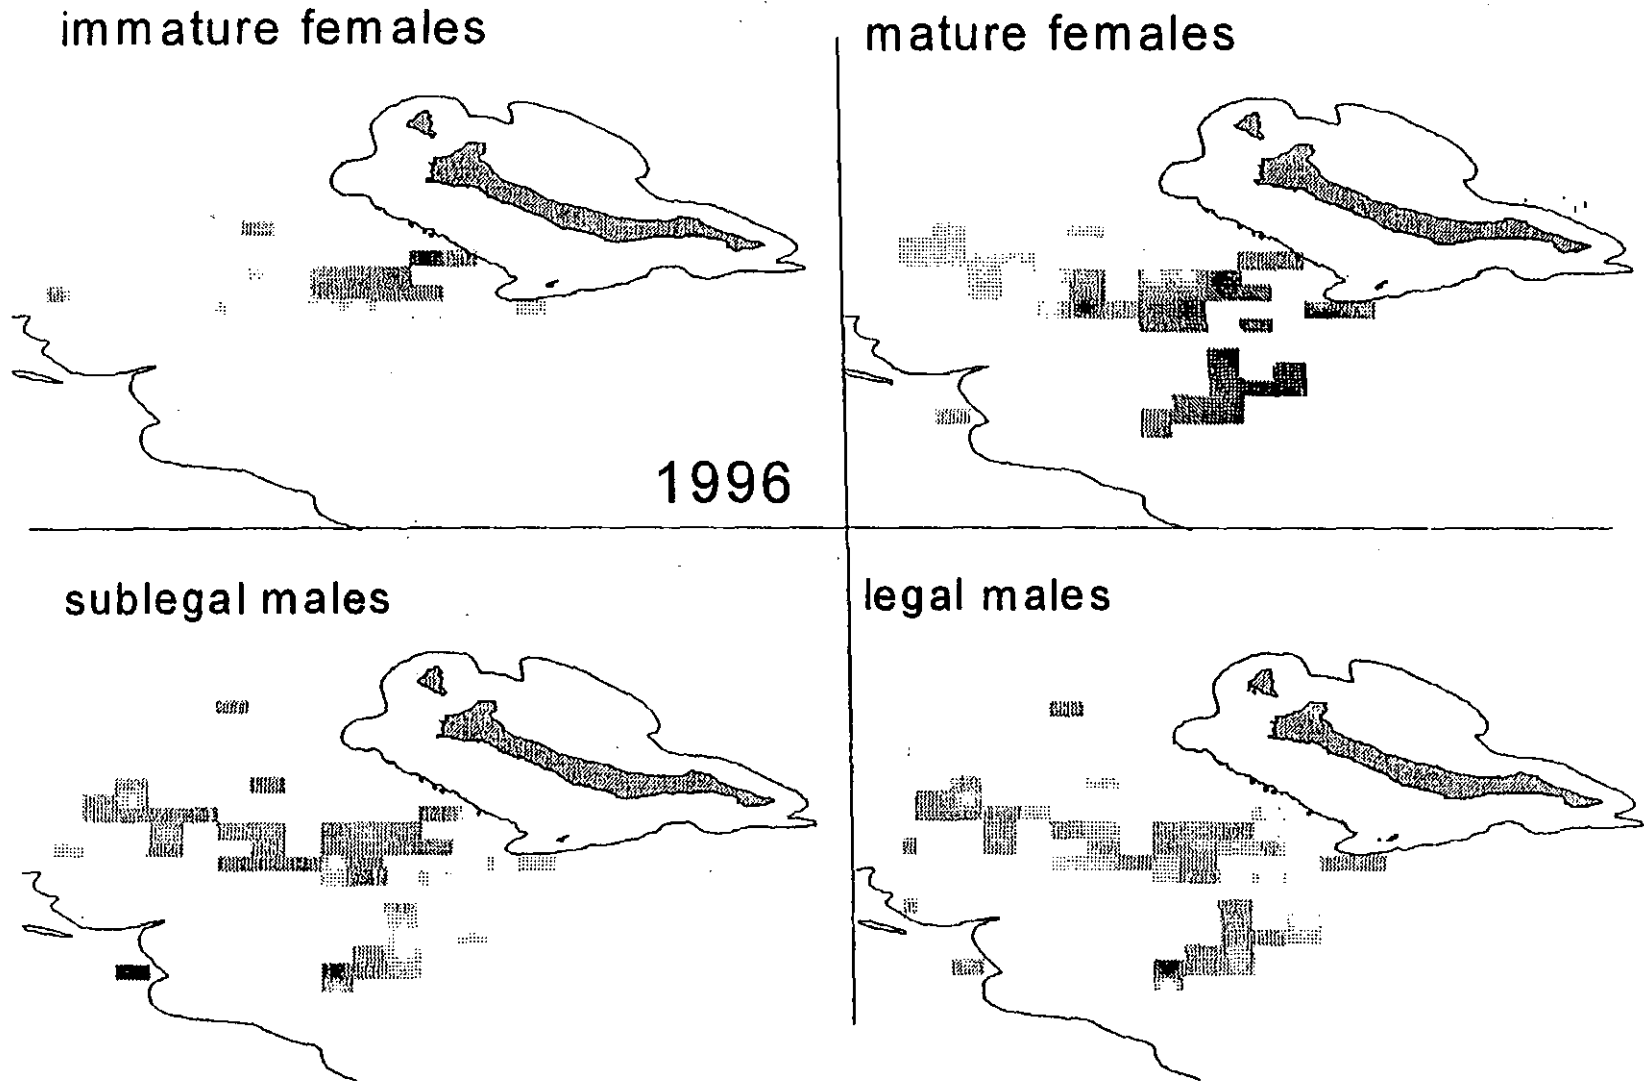 immature females
mature females
1996
sublegal males
legal males